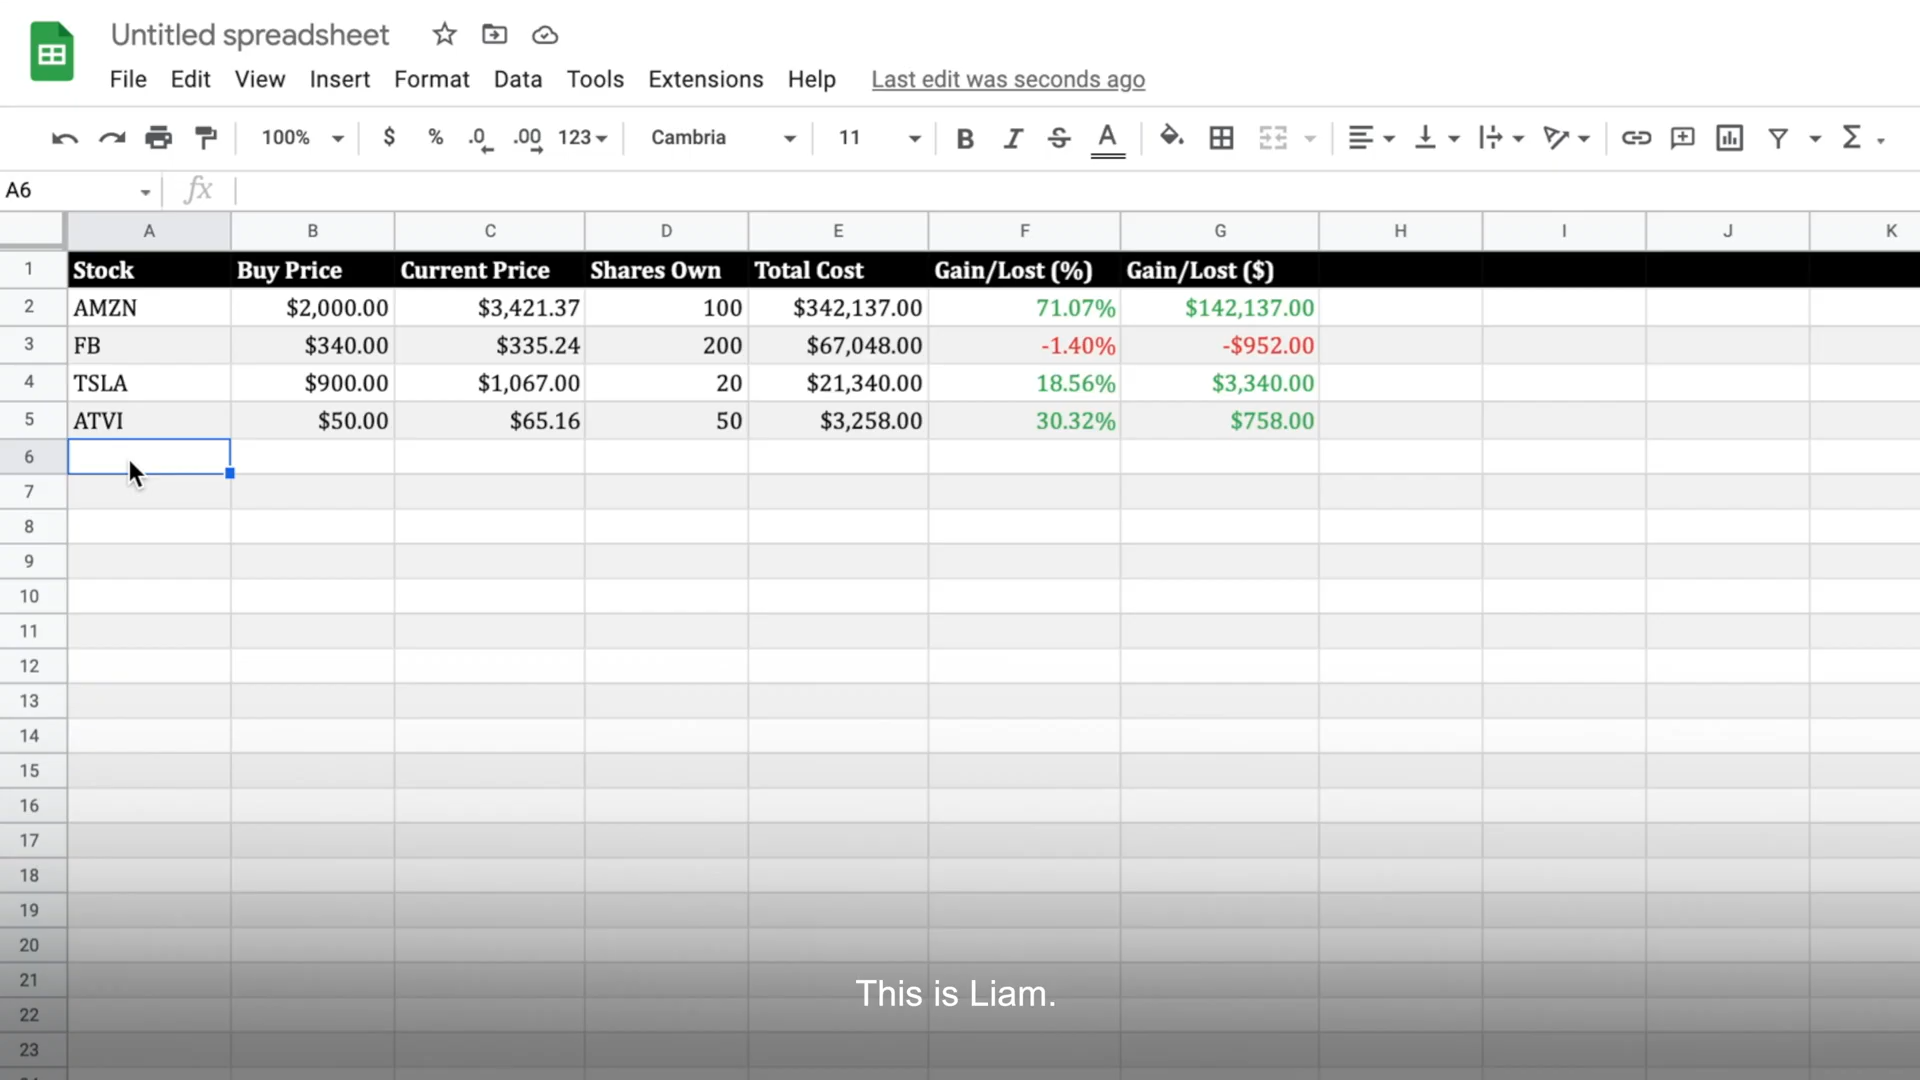 Untitled spreadsheet
File Edit View Insert Format Data Tools Extensions Help Last edit was seconds ago
100% $ % .0 .00 123 Cambria 11 B I S A Σ
A6 fx
A B C D E F G H I J K
1 Stock Buy Price Current Price Shares Own Total Cost Gain/Lost (%) Gain/Lost ($)
2 AMZN $2,000.00 $3,421.37 100 $342,137.00 71.07% $142,137.00
3 FB $340.00 $335.24 200 $67,048.00 -1.40% -$952.00
4 TSLA $900.00 $1,067.00 20 $21,340.00 18.56% $3,340.00
5 ATVI $50.00 $65.16 50 $3,258.00 30.32% $758.00
6
7
8
9
10
11
12
13
14
15
16
17
18
19
20
21
This is Liam.
22
23